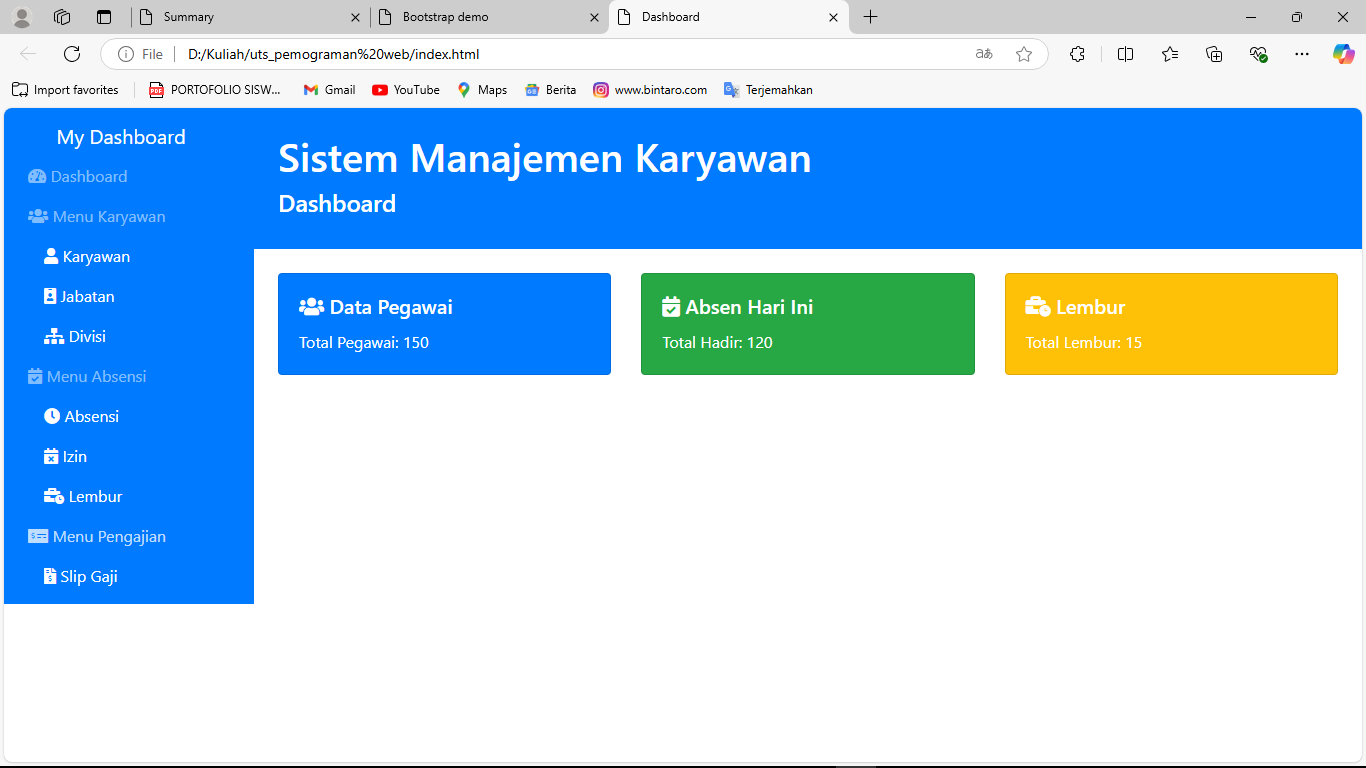 Summary
Bootstrap demo
Dashboard
File
D:/Kuliah/uts_pemograman%20web/index.html
aあ
Import favorites
PORTOFOLIO SISW...
Gmail
YouTube
Maps
Berita
www.bintaro.com
Terjemahkan
My Dashboard
Dashboard
Menu Karyawan
Karyawan
Jabatan
Divisi
Menu Absensi
Absensi
Izin
Lembur
Menu Pengajian
Slip Gaji
Sistem Manajemen Karyawan
Dashboard
Data Pegawai
Total Pegawai: 150
Absen Hari Ini
Total Hadir: 120
Lembur
Total Lembur: 15